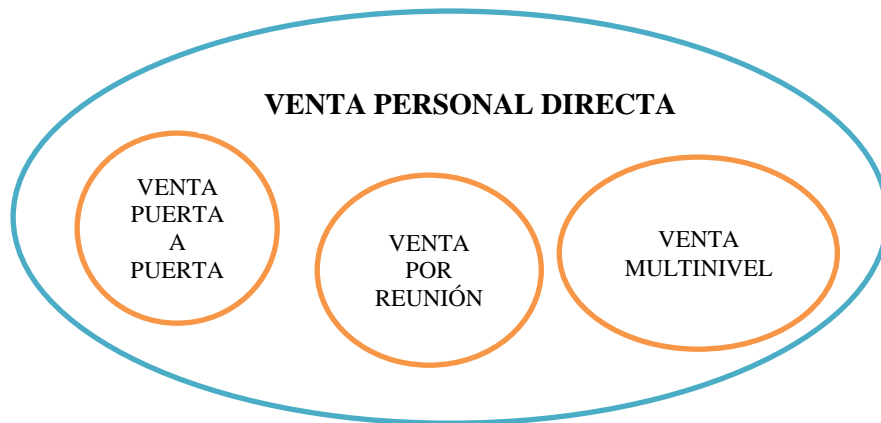 VENTA PERSONAL DIRECTA
VENTA
PUERTA
A
PUERTA
VENTA
POR
REUNIÓN
VENTA
MULTINIVEL